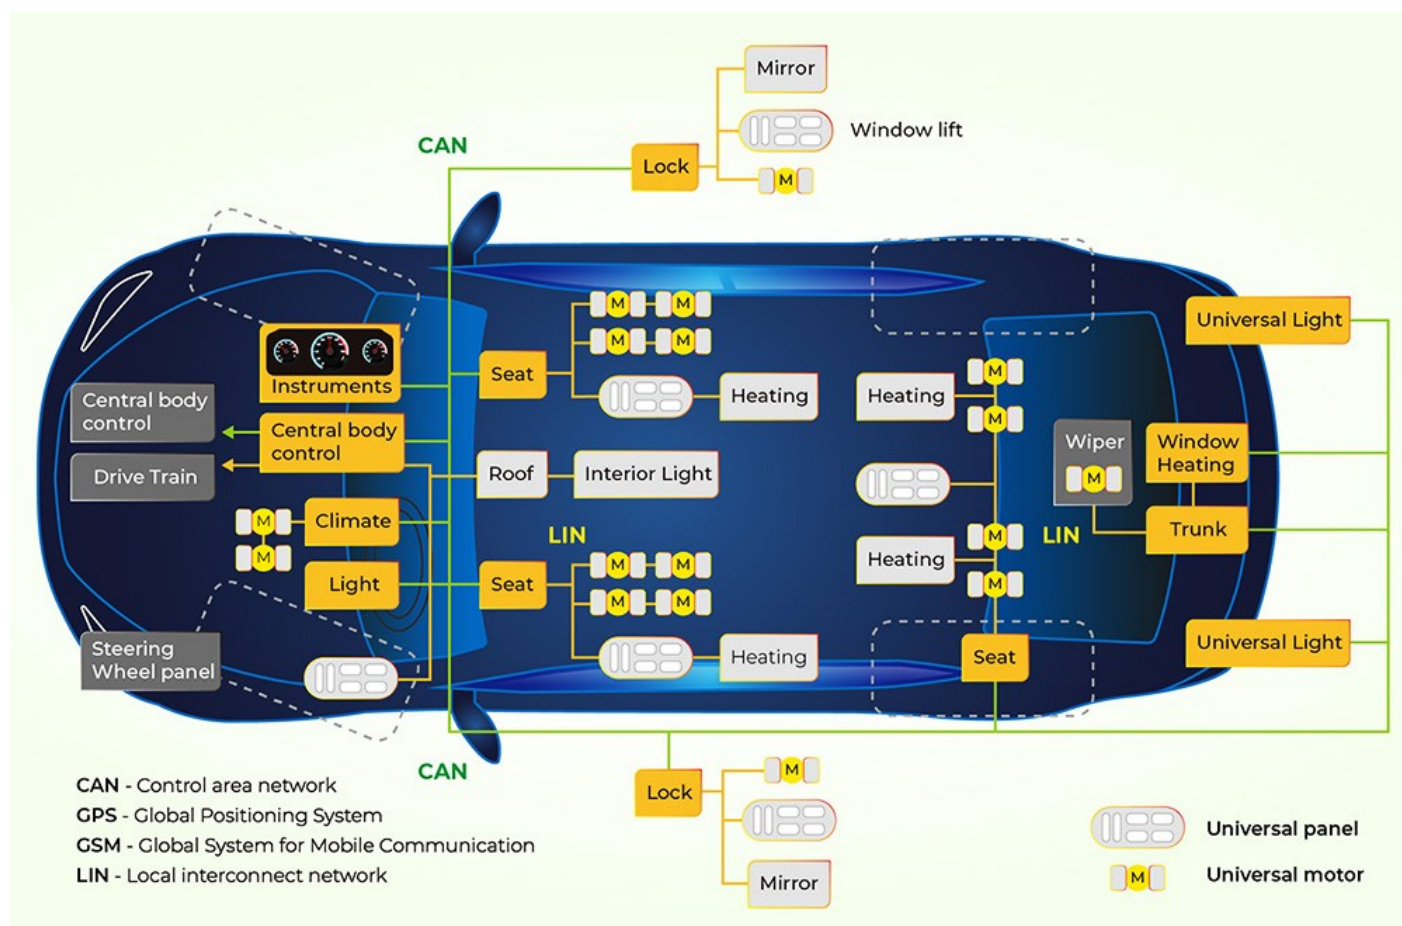 Mirror
CAN
Window lift
Lock
M
Universal Light
M M
Instruments
Seat
M M
M
Heating
Heating
M
Central body
control
Central body
control
Wiper
Window
Heating
Drive Train
Roof
Interior Light
M
M
Climate
LIN
M
LIN
Trunk
M
Light
Seat
M M
Heating
M
M M
Steering
Wheel panel
Heating
Seat
Universal Light
CAN
M
CAN - Control area network
Lock
GPS - Global Positioning System
Universal panel
GSM - Global System for Mobile Communication
LIN - Local interconnect network
Mirror
M
Universal motor